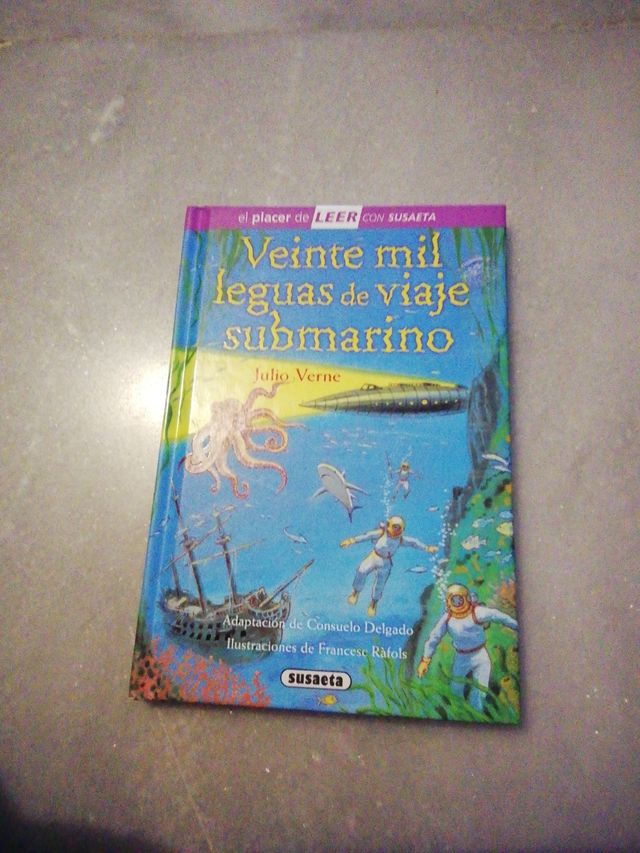 el placer de LEER CON SUSAETA
Veinte mil
leguas de viaje
submarino
Julio Verne
Adaptación de Consuelo Delgado
Ilustraciones de Francesc Ràfols
susaeta